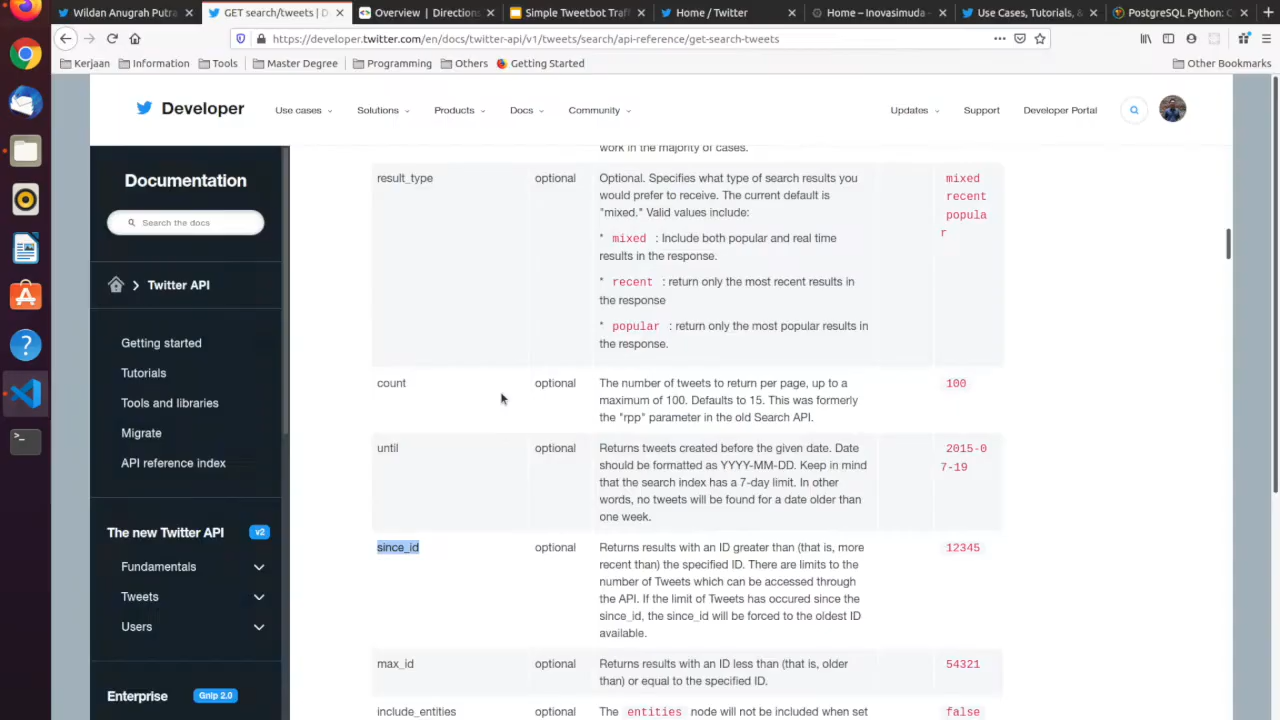 Wildan Anugrah Putra
GET search/tweets | D
Overview | Direction
Simple Tweetbot Traf
Home / Twitter
Home – Inovasimuda -
Use Cases, Tutorials, &
PostgreSQL Python: C
https://developer.twitter.com/en/docs/twitter-api/v1/tweets/search/api-reference/get-search-tweets
Kerjaan
Information
Tools
Master Degree
Programming
Others
Getting Started
Other Bookmarks
Developer
Use cases
Solutions
Products
Docs
Community
Updates
Support
Developer Portal
Documentation
Search the docs
Twitter API
Getting started
Tutorials
Tools and libraries
Migrate
API reference index
The new Twitter API v2
Fundamentals
Tweets
Users
Enterprise Gnip 2.0
work in the majority of cases.
result_type
optional
Optional. Specifies what type of search results you
would prefer to receive. The current default is
"mixed." Valid values include:
* mixed : Include both popular and real time
results in the response.
* recent : return only the most recent results in
the response
* popular : return only the most popular results in
the response.
mixed
recent
popula
r
count
optional
The number of tweets to return per page, up to a
maximum of 100. Defaults to 15. This was formerly
the "rpp" parameter in the old Search API.
100
until
optional
Returns tweets created before the given date. Date
should be formatted as YYYY-MM-DD. Keep in mind
that the search index has a 7-day limit. In other
words, no tweets will be found for a date older than
one week.
2015-0
7-19
since_id
optional
Returns results with an ID greater than (that is, more
recent than) the specified ID. There are limits to the
number of Tweets which can be accessed through
the API. If the limit of Tweets has occured since the
since_id, the since_id will be forced to the oldest ID
available.
12345
max_id
optional
Returns results with an ID less than (that is, older
than) or equal to the specified ID.
54321
include_entities
optional
The entities node will not be included when set
false